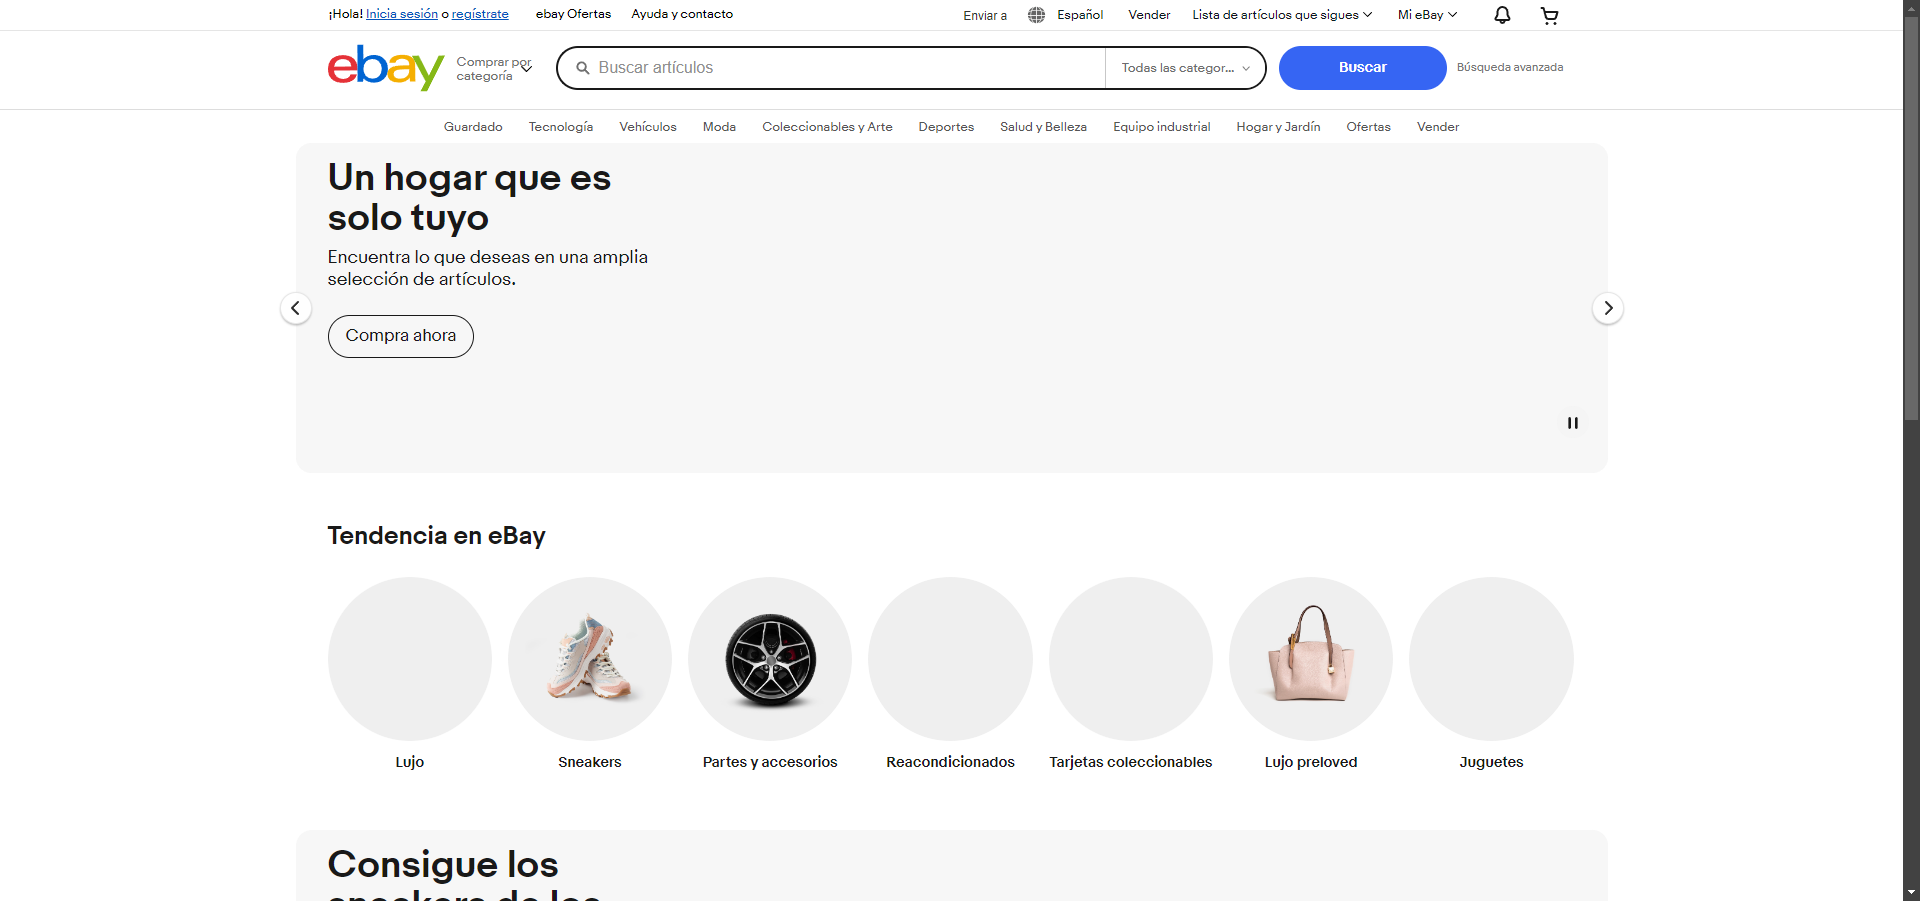 ¡Hola! Inicia sesión o regístrate
ebay Ofertas
Ayuda y contacto
Enviar a
Español
Vender
Lista de artículos que sigues
Mi eBay
ebay
Comprar por
categoría
Buscar artículos
Todas las categor...
Buscar
Búsqueda avanzada
Guardado
Tecnología
Vehículos
Moda
Coleccionables y Arte
Deportes
Salud y Belleza
Equipo industrial
Hogar y Jardín
Ofertas
Vender
Un hogar que es
solo tuyo
Encuentra lo que deseas en una amplia
selección de artículos.
Compra ahora
Tendencia en eBay
Lujo
Sneakers
Partes y accesorios
Reacondicionados
Tarjetas coleccionables
Lujo preloved
Juguetes
Consigue los
sneakers de los